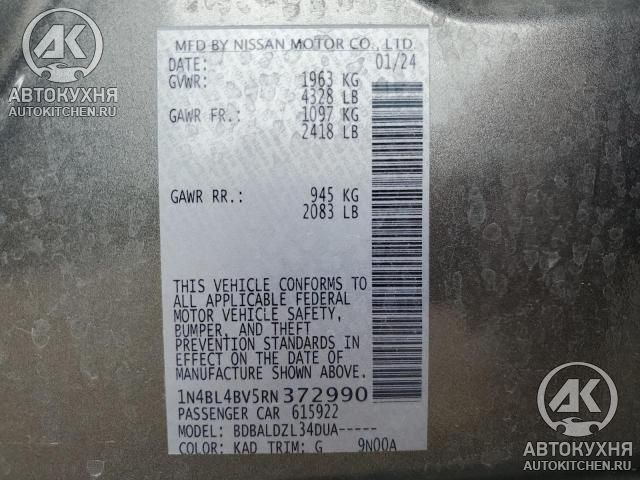 АВТОКУХНЯ
AUTOKITCHEN.RU
MFD BY NISSAN MOTOR CO., LTD.
DATE: 01/24
GVWR: 1963 KG
4328 LB
GAWR FR.: 1097 KG
2418 LB
GAWR RR.: 945 KG
2083 LB
THIS VEHICLE CONFORMS TO
ALL APPLICABLE FEDERAL
MOTOR VEHICLE SAFETY,
BUMPER, AND THEFT
PREVENTION STANDARDS IN
EFFECT ON THE DATE OF
MANUFACTURE SHOWN ABOVE.
1N4BL4BV5RN372990
PASSENGER CAR 615922
MODEL: BDBALDZL34DUA-----
COLOR: KAD TRIM: G 9N00A
АВТОКУХНЯ
AUTOKITCHEN.RU